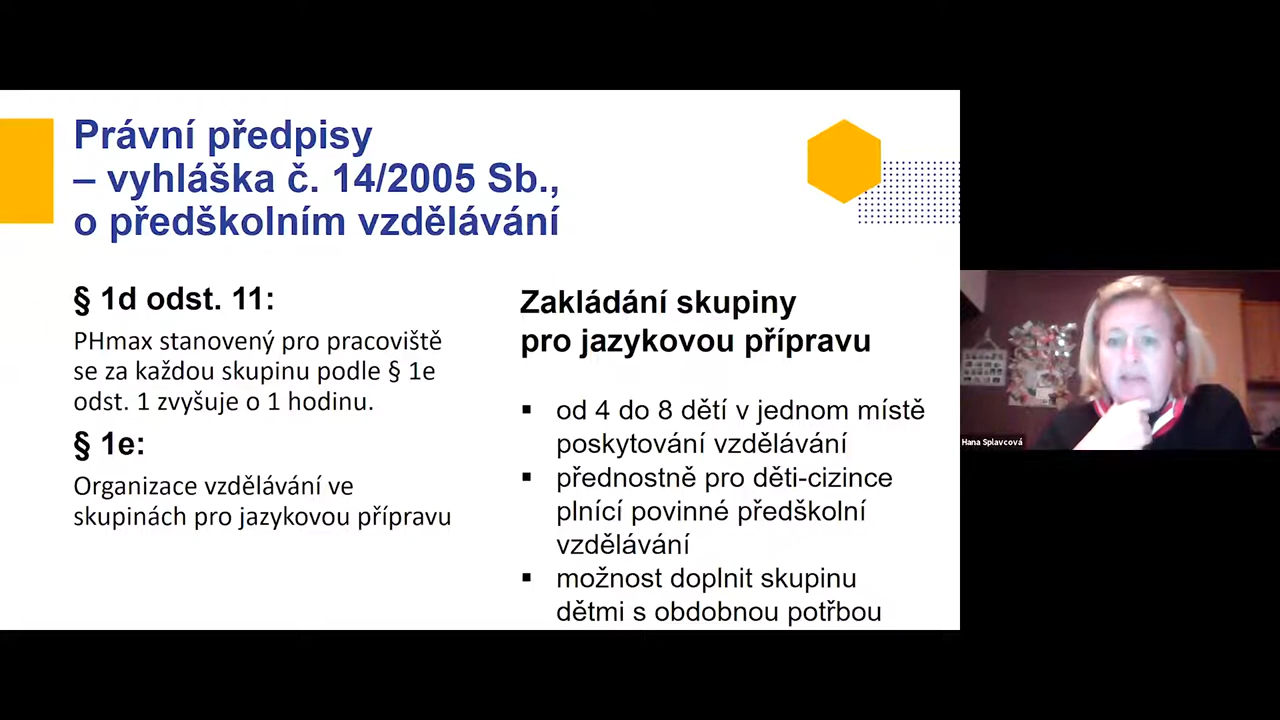 Právní předpisy
– vyhláška č. 14/2005 Sb.,
o předškolním vzdělávání
§ 1d odst. 11:
PHmax stanovený pro pracoviště
se za každou skupinu podle § 1e
odst. 1 zvyšuje o 1 hodinu.
§ 1e:
Organizace vzdělávání ve
skupinách pro jazykovou přípravu
Zakládání skupiny
pro jazykovou přípravu
▪ od 4 do 8 dětí v jednom místě
poskytování vzdělávání
▪ přednostně pro děti-cizince
plnící povinné předškolní
vzdělávání
▪ možnost doplnit skupinu
dětmi s obdobnou potřbou
Hana Splavcová